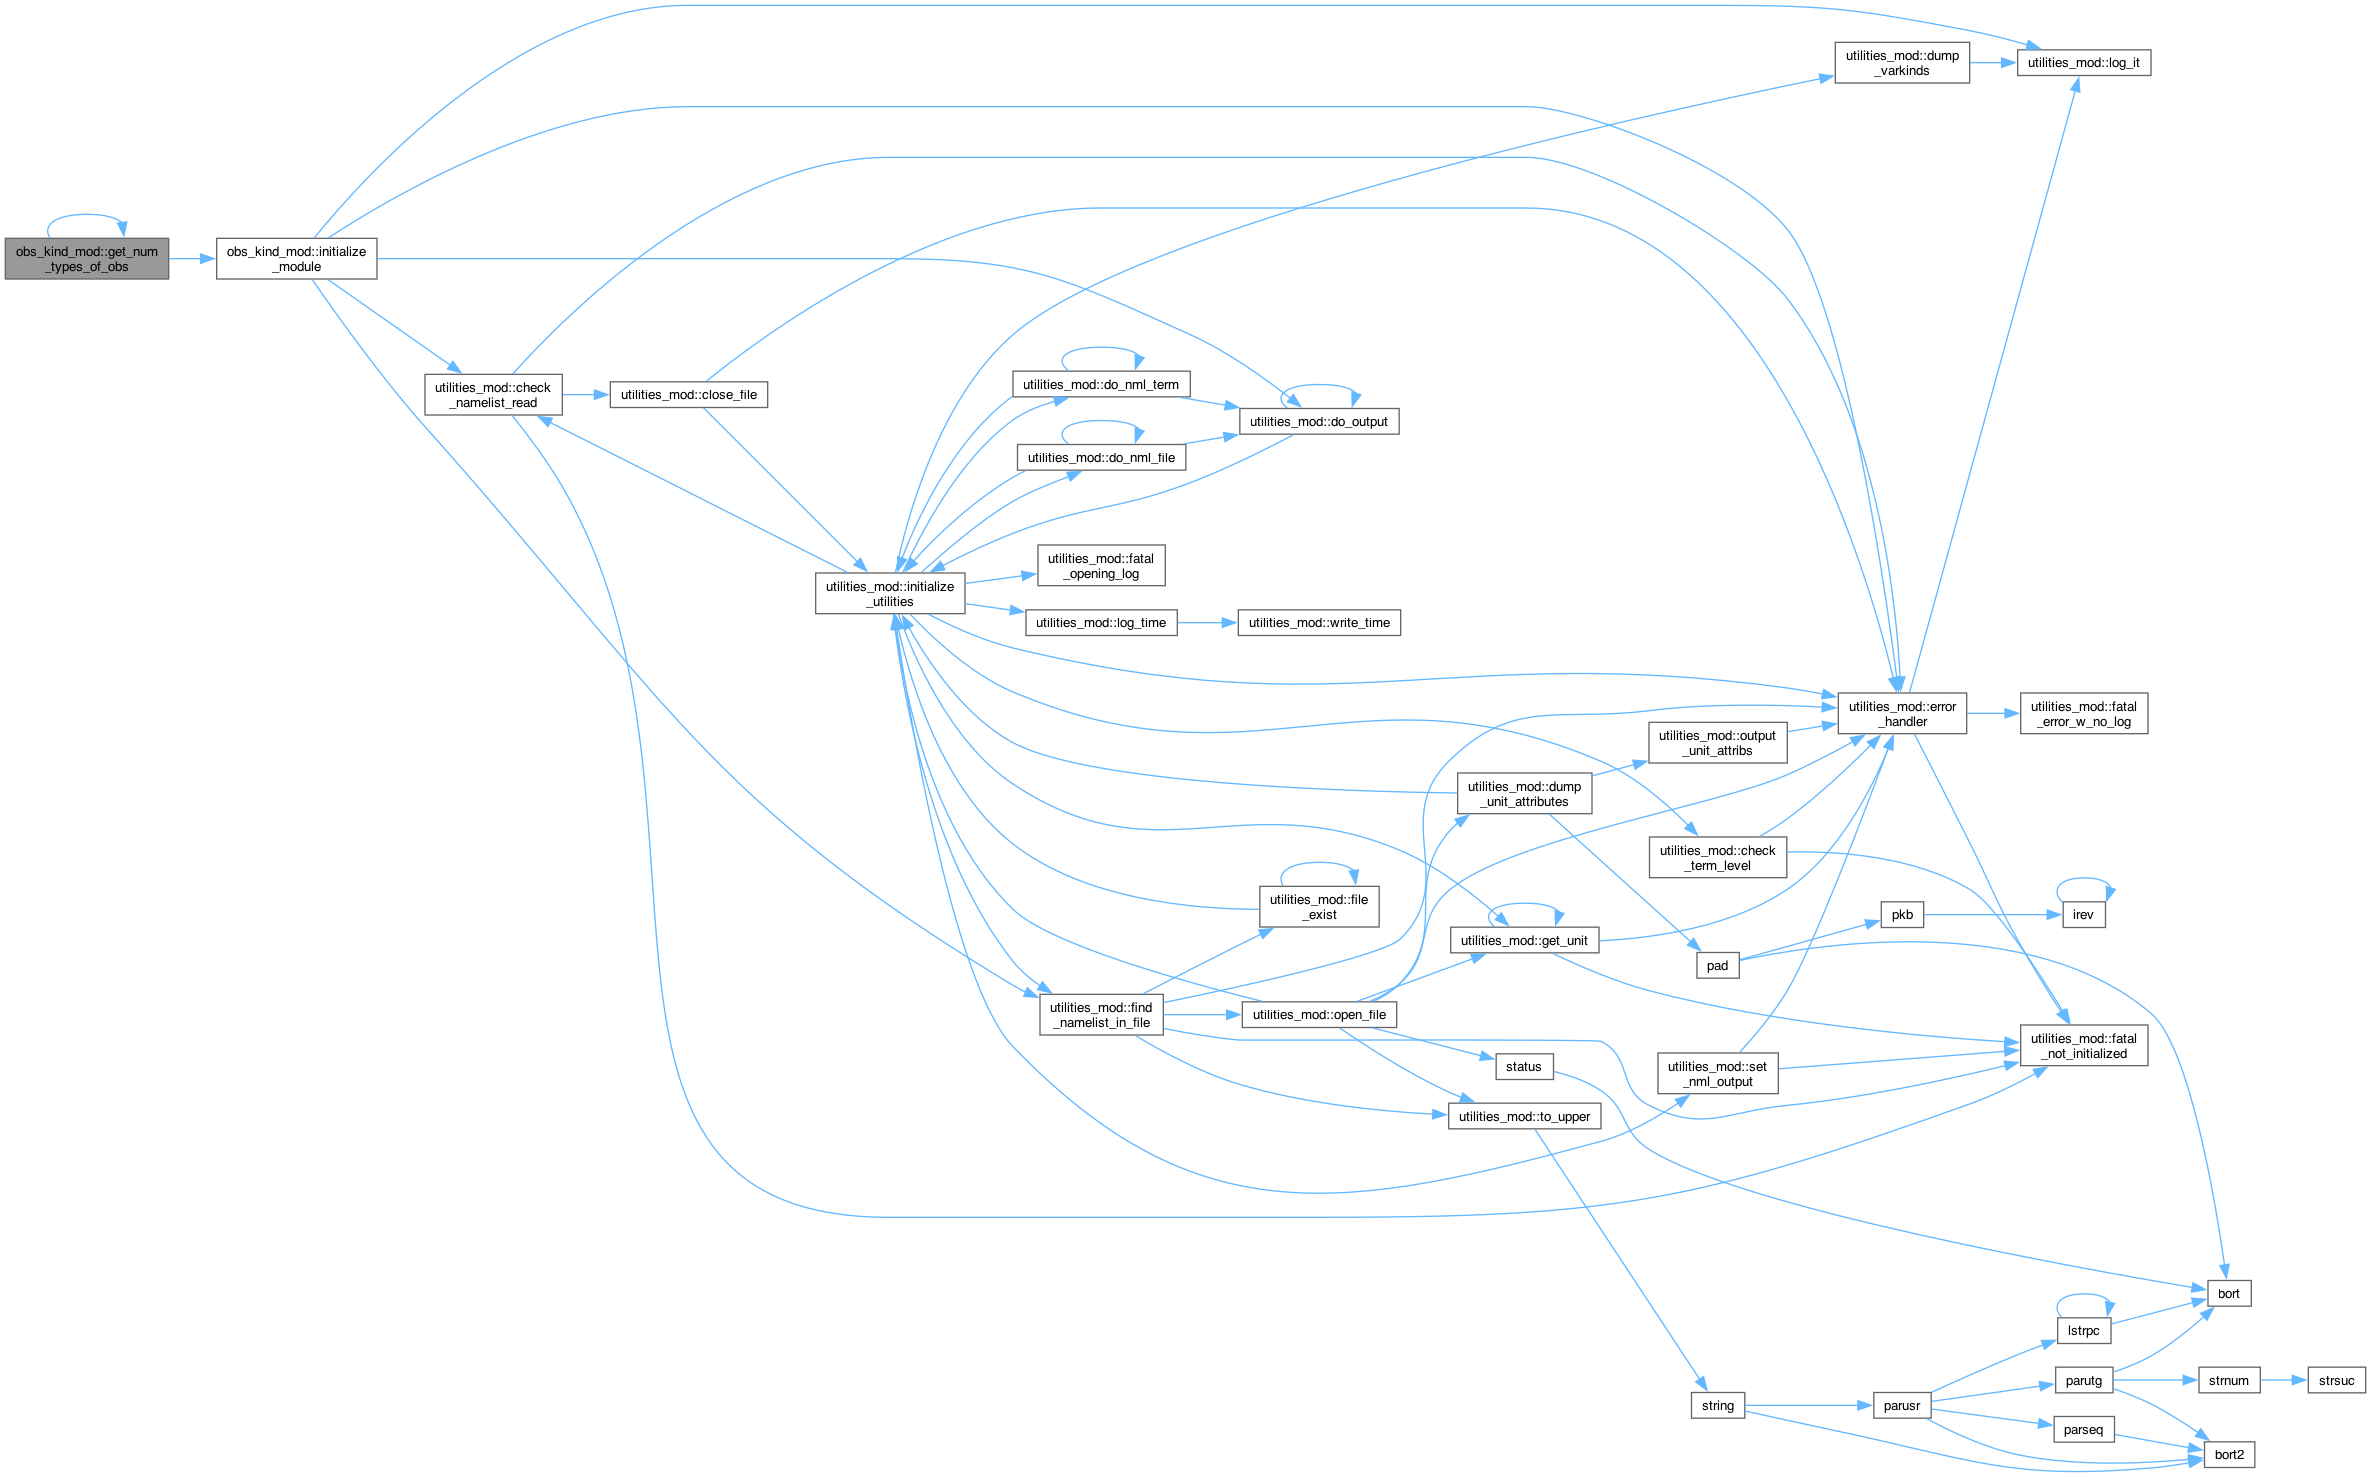 obs_kind_mod::get_num
_types_of_obs
obs_kind_mod::initialize
_module
utilities_mod::check
_namelist_read
utilities_mod::close_file
utilities_mod::initialize
_utilities
utilities_mod::do_nml_term
utilities_mod::do_nml_file
utilities_mod::do_output
utilities_mod::fatal
_opening_log
utilities_mod::log_time
utilities_mod::write_time
utilities_mod::dump
_varkinds
utilities_mod::log_it
utilities_mod::error
_handler
utilities_mod::fatal
_error_w_no_log
utilities_mod::output
_unit_attribs
utilities_mod::dump
_unit_attributes
utilities_mod::check
_term_level
utilities_mod::file
_exist
utilities_mod::get_unit
pad
pkb
irev
utilities_mod::find
_namelist_in_file
utilities_mod::open_file
status
utilities_mod::set
_nml_output
utilities_mod::fatal
_not_initialized
utilities_mod::to_upper
bort
lstrpc
string
parusr
parutg
strnum
strsuc
parseq
bort2